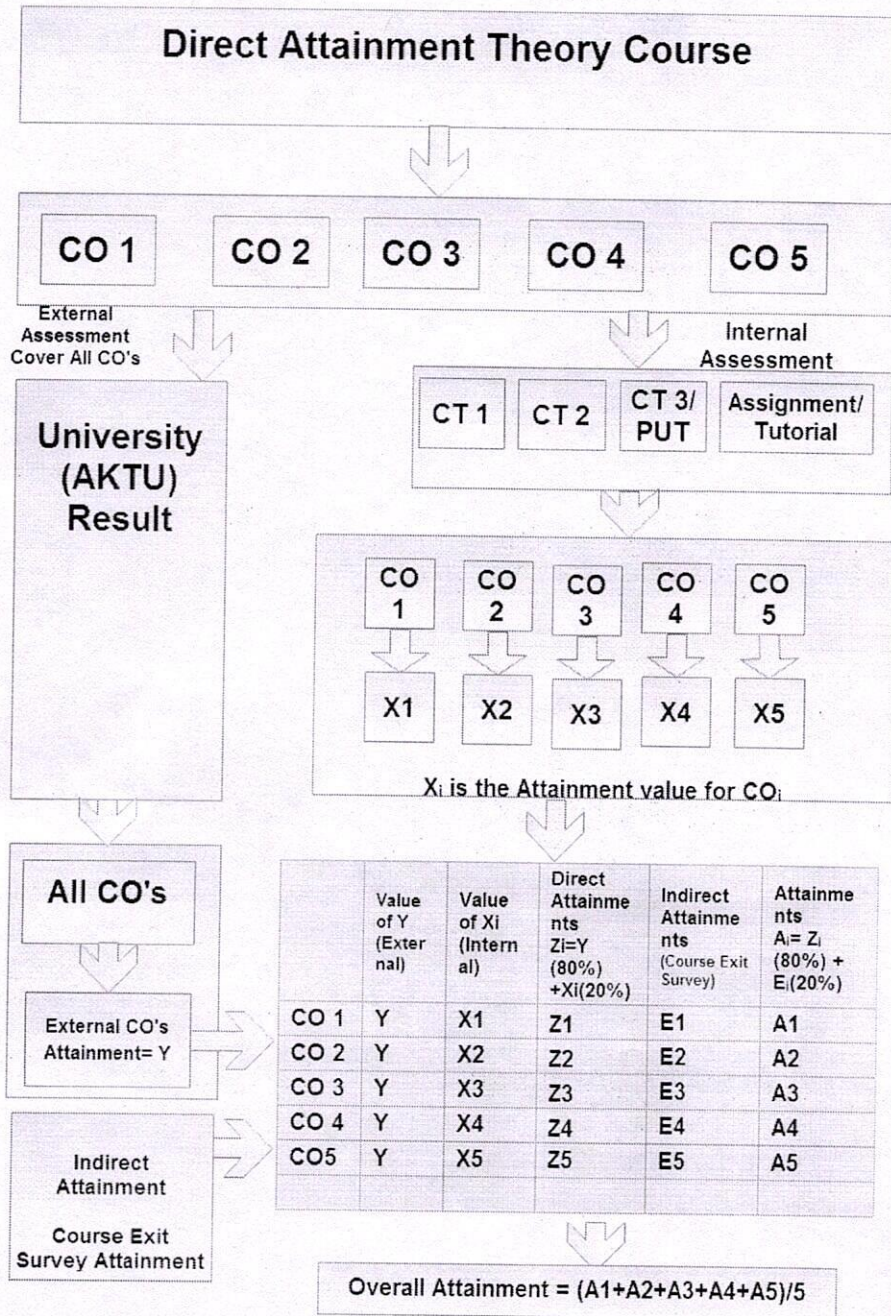 Direct Attainment Theory Course
CO 1
CO 2
CO 3
CO 4
CO 5
External
Assessment
Cover All CO's
Internal
Assessment
University
(AKTU)
Result
CT 1
CT 2
CT 3/
PUT
Assignment/
Tutorial
CO
1
CO
2
CO
3
CO
4
CO
5
X1
X2
X3
X4
X5
Xi is the Attainment value for COi
All CO's
External CO's
Attainment= Y
Indirect
Attainment
Course Exit
Survey Attainment
Value
of Y
(Exter
nal)
Value
of Xi
(Intern
al)
Direct
Attainme
nts
Zi=Y
(80%)
+Xi(20%)
Indirect
Attainme
nts
(Course Exit
Survey)
Attainme
nts
Ai= Zi
(80%) +
Ei(20%)
CO 1 Y X1 Z1 E1 A1
CO 2 Y X2 Z2 E2 A2
CO 3 Y X3 Z3 E3 A3
CO 4 Y X4 Z4 E4 A4
CO5 Y X5 Z5 E5 A5
Overall Attainment = (A1+A2+A3+A4+A5)/5